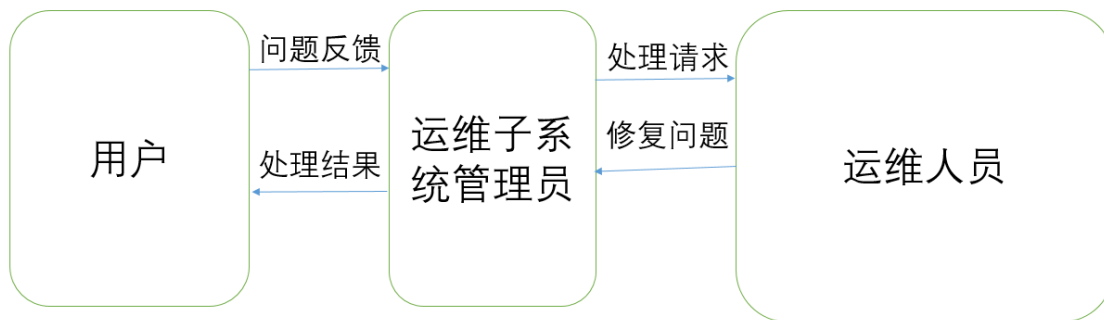 问题反馈
处理请求
用户
运维子系
统管理员
处理结果
修复问题
运维人员